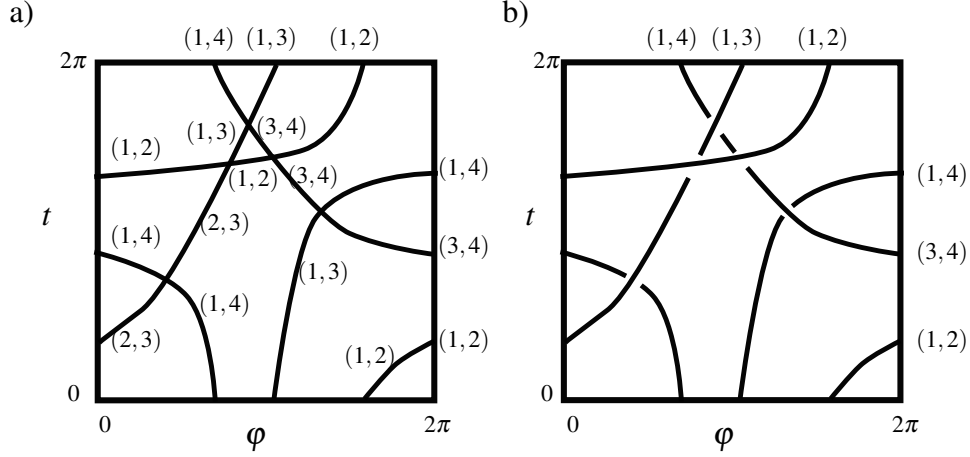 a)
(1,4) (1,3) (1,2)
2π
(1,3) (3,4)
(1,2)
(1,2) (3,4)
(1,4)
t
(2,3)
(1,4)
(3,4)
(1,3)
(1,4)
(2,3)
(1,2)
(1,2)
0
0 φ 2π
b)
(1,4) (1,3) (1,2)
2π
(1,4)
t
(3,4)
(1,2)
0
0 φ 2π